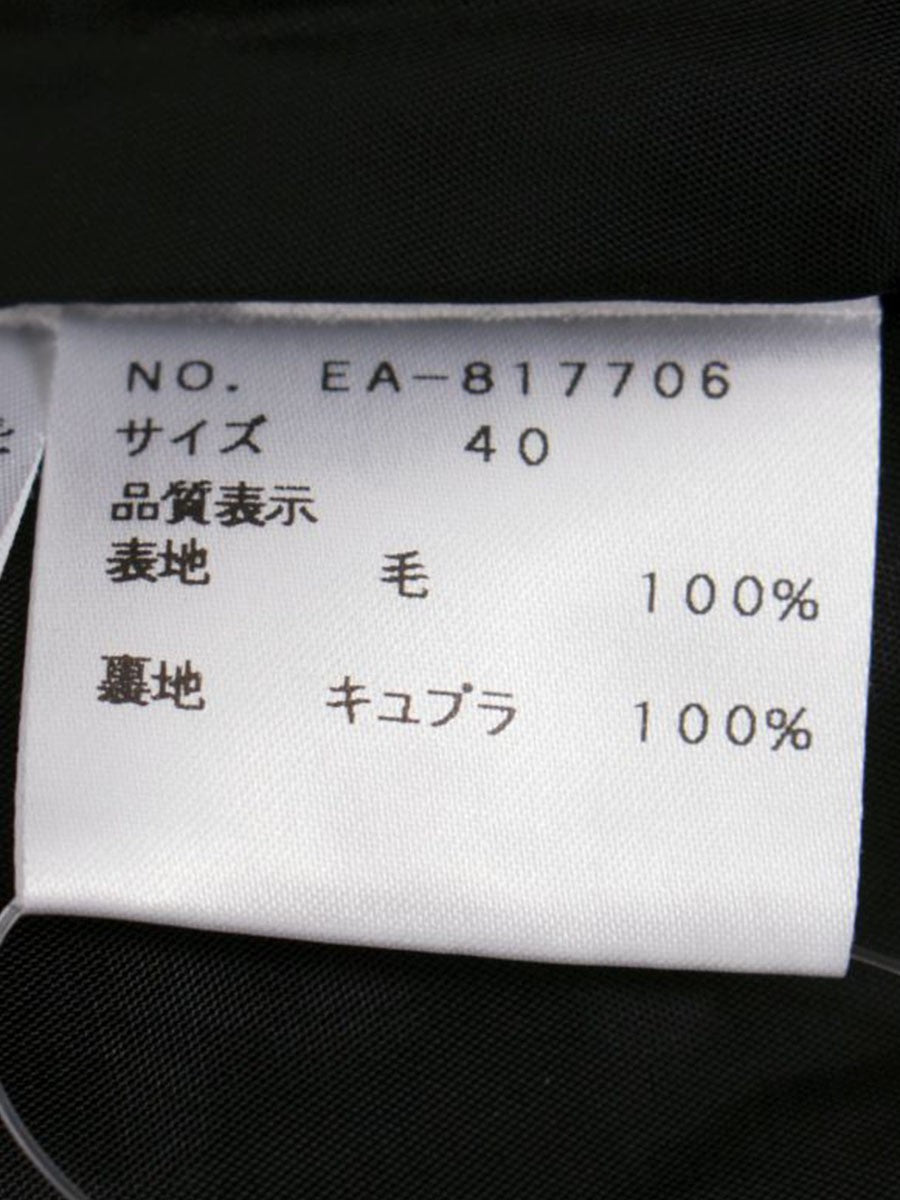 NO. EA-817706
サイズ 40
品質表示
表地 毛 100%
裏地 キュプラ 100%